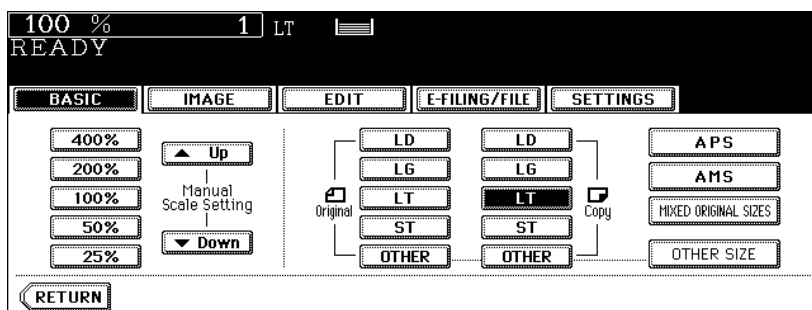 100 % 1 LT
READY
BASIC IMAGE EDIT E-FILING/FILE SETTINGS
400%
200%
100%
50%
25%
Up
Manual
Scale Setting
Down
Original
LD
LG
LT
ST
OTHER
LD
LG
LT
ST
OTHER
Copy
APS
AMS
MIXED ORIGINAL SIZES
OTHER SIZE
RETURN